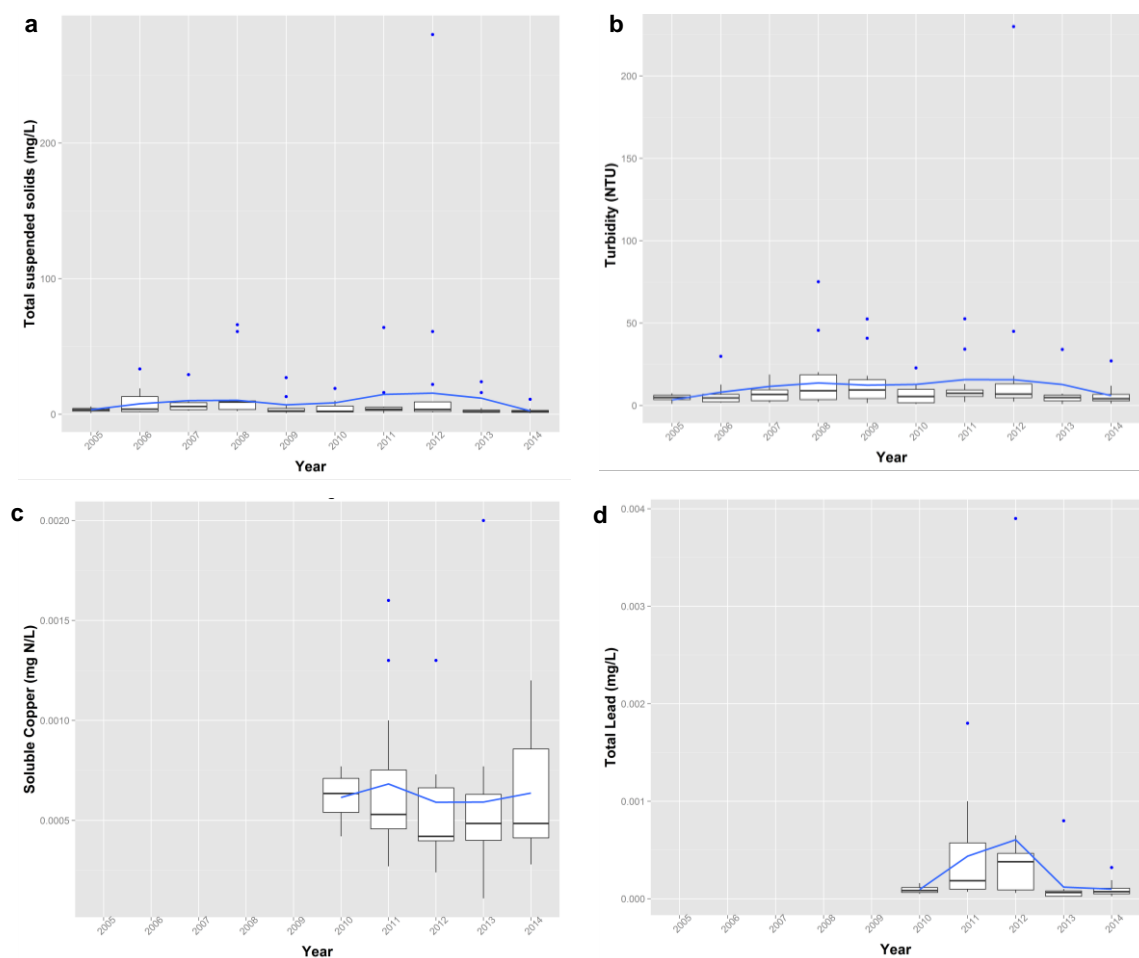 a
Total suspended solids (mg/L)
200
100
0
2005 2006 2007 2008 2009 2010 2011 2012 2013 2014
Year
b
Turbidity (NTU)
200
150
100
50
0
2005 2006 2007 2008 2009 2010 2011 2012 2013 2014
Year
c
Soluble Copper (mg N/L)
0.0020
0.0015
0.0010
0.0005
2005 2006 2007 2008 2009 2010 2011 2012 2013 2014
Year
d
Total Lead (mg/L)
0.004
0.003
0.002
0.001
0.000
2005 2006 2007 2008 2009 2010 2011 2012 2013 2014
Year